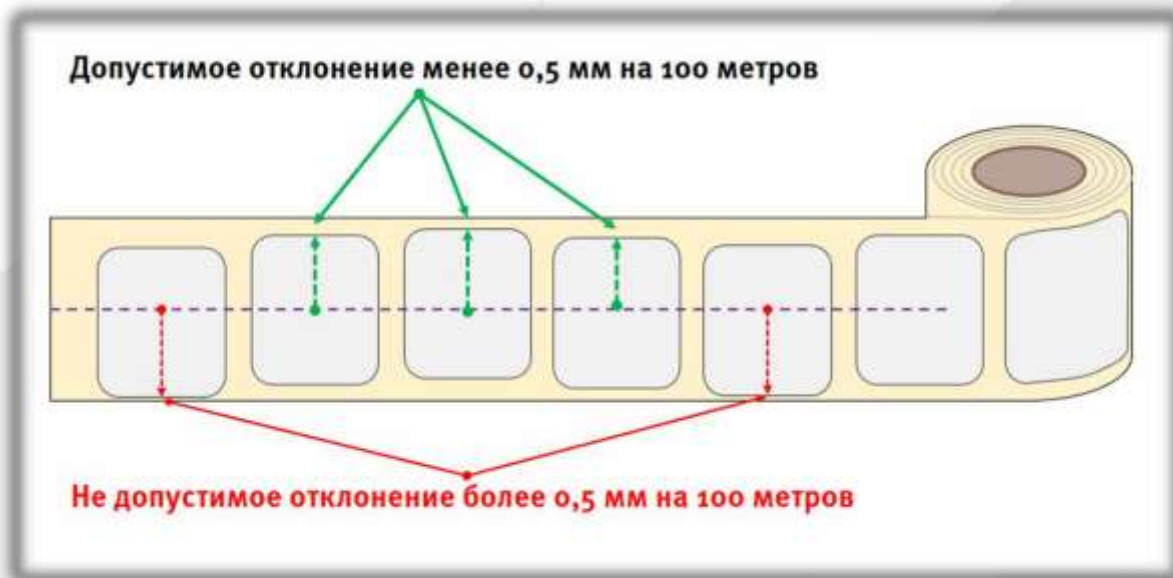 Допустимое отклонение менее 0,5 мм на 100 метров
Не допустимое отклонение более 0,5 мм на 100 метров